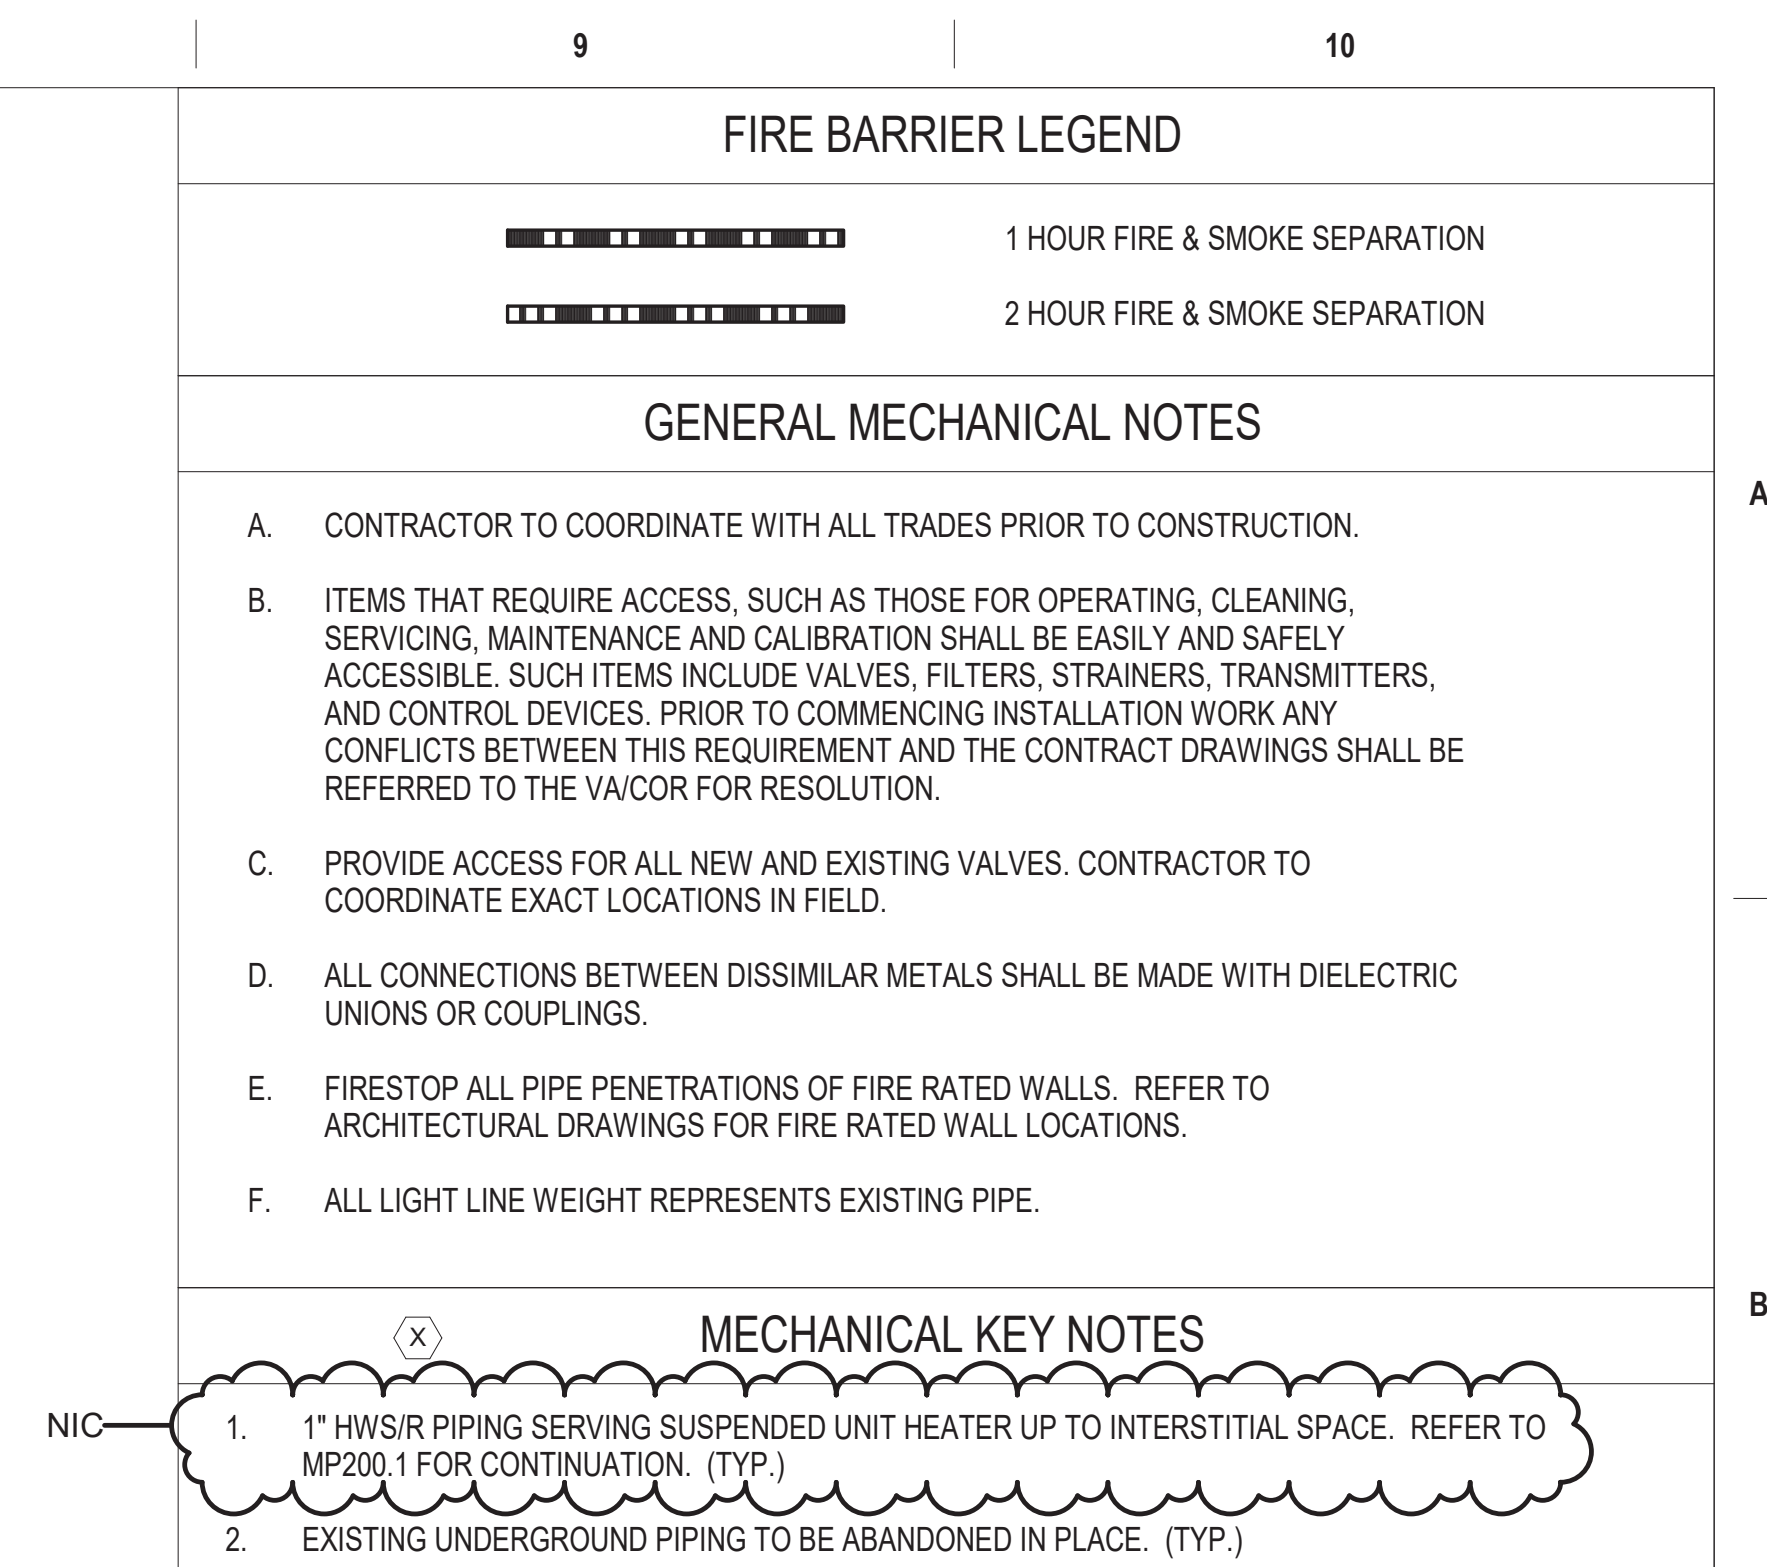 9
10
FIRE BARRIER LEGEND
1 HOUR FIRE & SMOKE SEPARATION
2 HOUR FIRE & SMOKE SEPARATION
GENERAL MECHANICAL NOTES
A
A. CONTRACTOR TO COORDINATE WITH ALL TRADES PRIOR TO CONSTRUCTION.
B. ITEMS THAT REQUIRE ACCESS, SUCH AS THOSE FOR OPERATING, CLEANING,
SERVICING, MAINTENANCE AND CALIBRATION SHALL BE EASILY AND SAFELY
ACCESSIBLE. SUCH ITEMS INCLUDE VALVES, FILTERS, STRAINERS, TRANSMITTERS,
AND CONTROL DEVICES. PRIOR TO COMMENCING INSTALLATION WORK ANY
CONFLICTS BETWEEN THIS REQUIREMENT AND THE CONTRACT DRAWINGS SHALL BE
REFERRED TO THE VA/COR FOR RESOLUTION.
C. PROVIDE ACCESS FOR ALL NEW AND EXISTING VALVES. CONTRACTOR TO
COORDINATE EXACT LOCATIONS IN FIELD.
D. ALL CONNECTIONS BETWEEN DISSIMILAR METALS SHALL BE MADE WITH DIELECTRIC
UNIONS OR COUPLINGS.
E. FIRESTOP ALL PIPE PENETRATIONS OF FIRE RATED WALLS. REFER TO
ARCHITECTURAL DRAWINGS FOR FIRE RATED WALL LOCATIONS.
F. ALL LIGHT LINE WEIGHT REPRESENTS EXISTING PIPE.
B
X MECHANICAL KEY NOTES
NIC
1. 1" HWS/R PIPING SERVING SUSPENDED UNIT HEATER UP TO INTERSTITIAL SPACE. REFER TO
MP200.1 FOR CONTINUATION. (TYP.)
2. EXISTING UNDERGROUND PIPING TO BE ABANDONED IN PLACE. (TYP.)